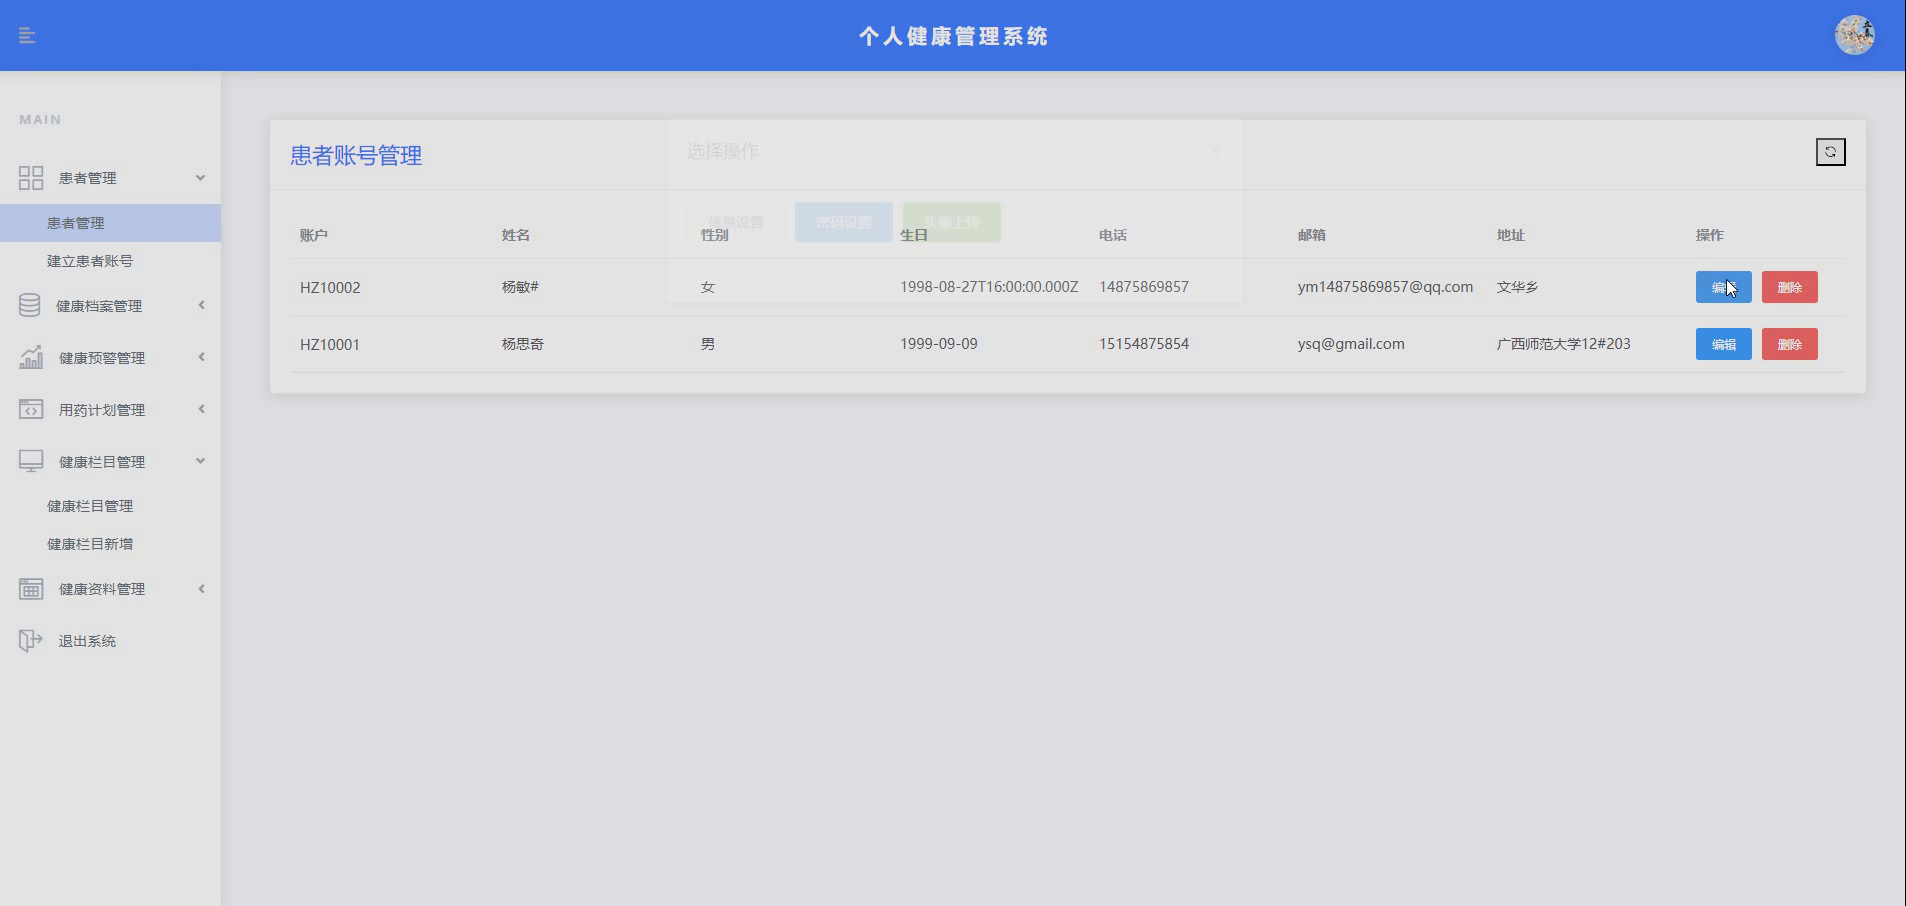 个人健康管理系统
MAIN
患者管理
患者管理
建立患者账号
健康档案管理
健康预警管理
用药计划管理
健康栏目管理
健康栏目管理
健康栏目新增
健康资料管理
退出系统
患者账号管理
选择操作
信息设置 密码设置 头像上传
账户 姓名 性别 生日 电话 邮箱 地址 操作
HZ10002 杨敏# 女 1998-08-27T16:00:00.000Z 14875869857 ym14875869857@qq.com 文华乡 编辑 删除
HZ10001 杨思奇 男 1999-09-09 15154875854 ysq@gmail.com 广西师范大学12#203 编辑 删除